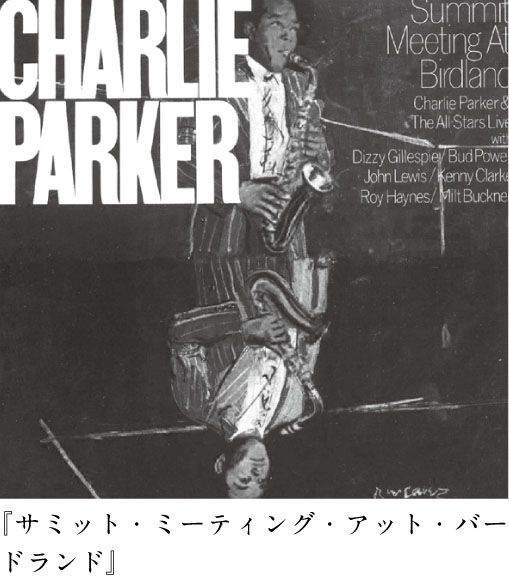 CHARLIE
PARKER
Summit
Meeting At
Birdland
Charlie Parker &
The All-Stars Live
with
Dizzy Gillespie/Bud Powel
John Lewis/Kenny Clarke
Roy Haynes/Milt Buckne
『サミット・ミーティング・アット・バー
ドランド』